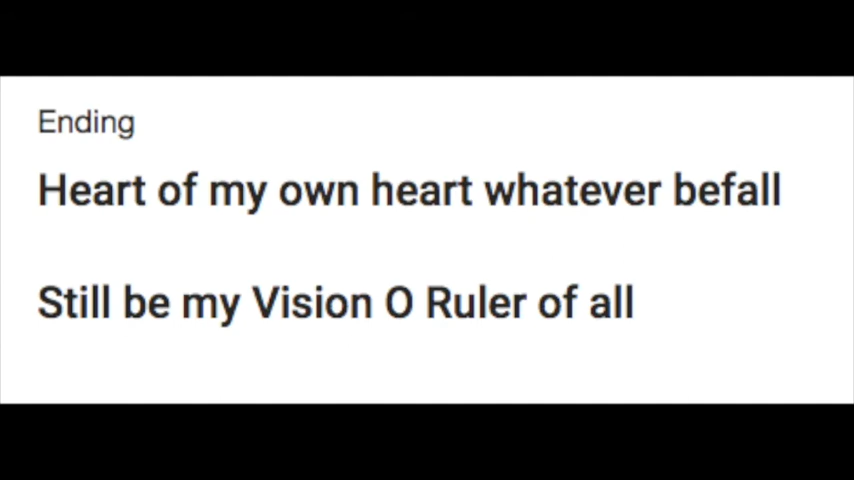 Ending
Heart of my own heart whatever befall
Still be my Vision O Ruler of all